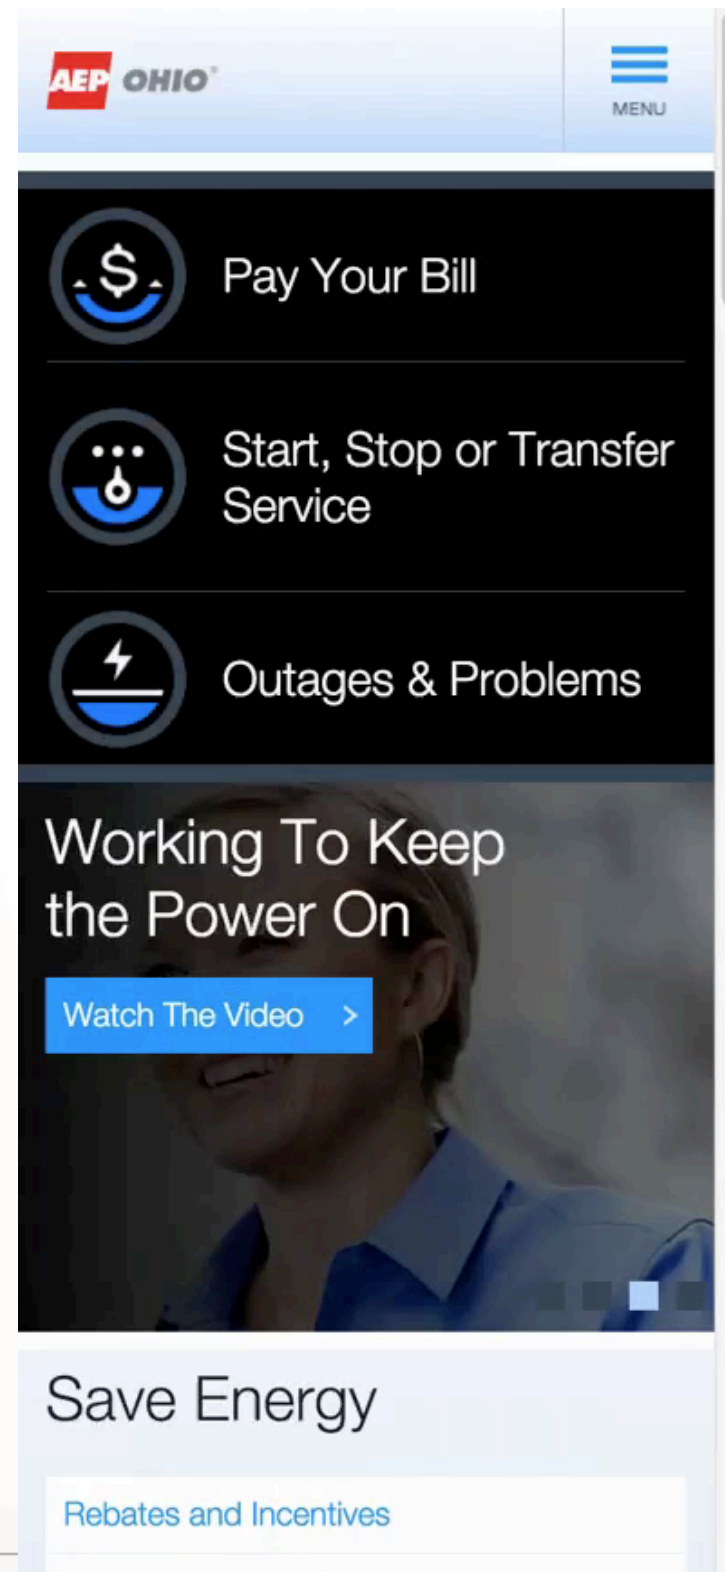 AEP OHIO®
MENU
Pay Your Bill
Start, Stop or Transfer
Service
Outages & Problems
Working To Keep
the Power On
Watch The Video >
Save Energy
Rebates and Incentives